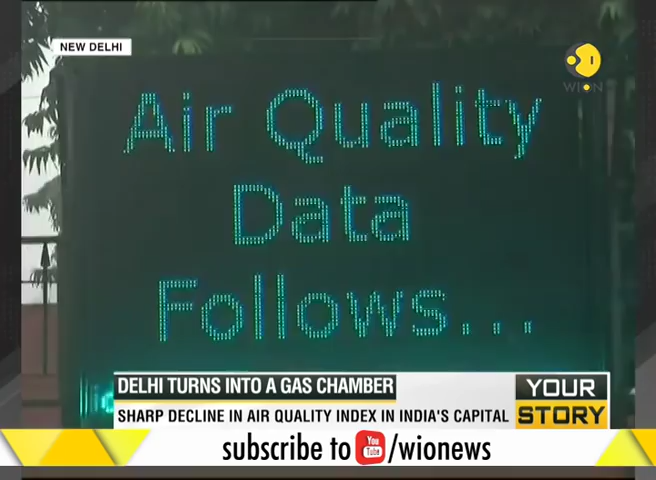 NEW DELHI
WION
Air Quality
Data
Follows...
DELHI TURNS INTO A GAS CHAMBER
SHARP DECLINE IN AIR QUALITY INDEX IN INDIA'S CAPITAL
YOUR
STORY
subscribe to You Tube /wionews